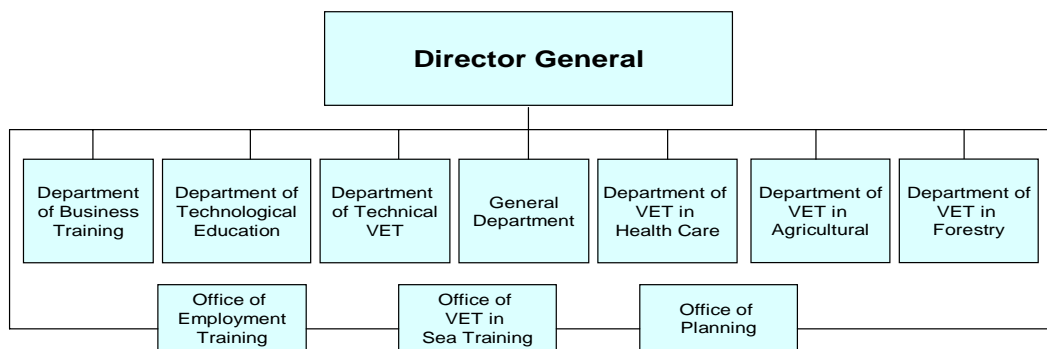 Director General
Department
of Business
Training
Department of
Technological
Education
Department
of Technical
VET
General
Department
Department of
VET in
Health Care
Department of
VET in
Agricultural
Department of
VET in
Forestry
Office of
Employment
Training
Office of
VET in
Sea Training
Office of
Planning